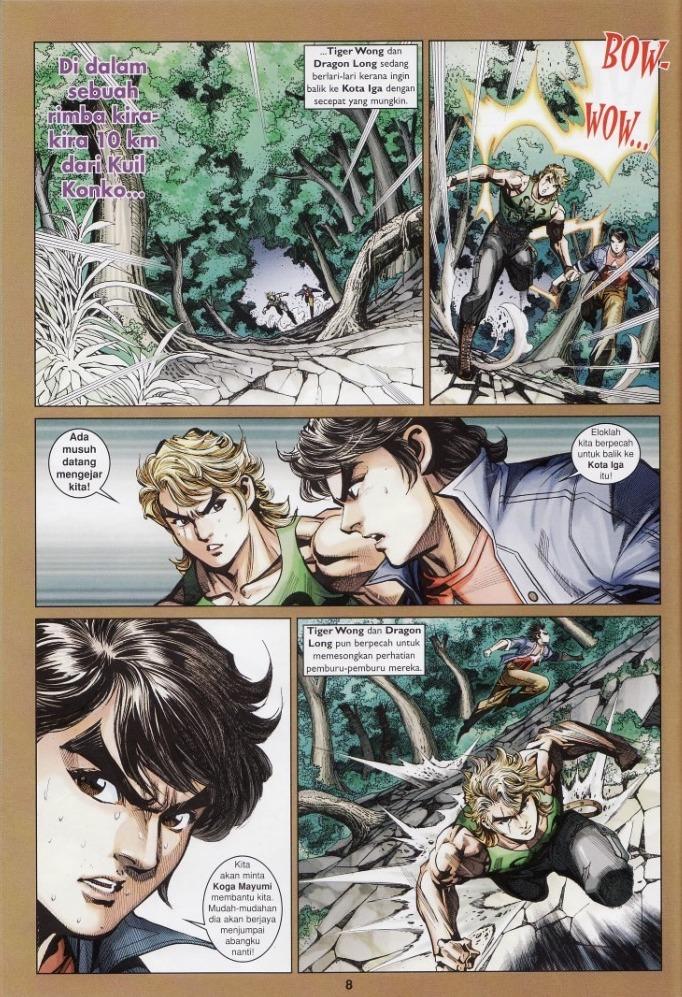 Di dalam
sebuah
rimba kira-
kira 10 km
dari Kuil
Konko...
...Tiger Wong dan
Dragon Long sedang
berlari-lari kerana ingin
balik ke Kota Iga dengan
secepat yang mungkin.
BOW-
WOW...
Ada
musuh
datang
mengejar
kita!
Eloklah
kita berpecah
untuk balik ke
Kota Iga
itu!
Kita
akan minta
Koga Mayumi
membantu kita.
Mudah-mudahan
dia akan berjaya
menjumpai
abangku
nanti!
Tiger Wong dan Dragon
Long pun berpecah untuk
memesongkan perhatian
pemburu-pemburu mereka.
8